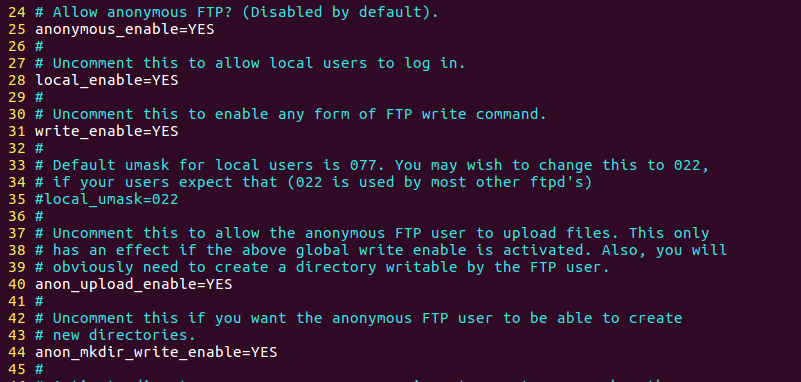 24 # Allow anonymous FTP? (Disabled by default).
25 anonymous_enable=YES
26 #
27 # Uncomment this to allow local users to log in.
28 local_enable=YES
29 #
30 # Uncomment this to enable any form of FTP write command.
31 write_enable=YES
32 #
33 # Default umask for local users is 077. You may wish to change this to 022,
34 # if your users expect that (022 is used by most other ftpd's)
35 #local_umask=022
36 #
37 # Uncomment this to allow the anonymous FTP user to upload files. This only
38 # has an effect if the above global write enable is activated. Also, you will
39 # obviously need to create a directory writable by the FTP user.
40 anon_upload_enable=YES
41 #
42 # Uncomment this if you want the anonymous FTP user to be able to create
43 # new directories.
44 anon_mkdir_write_enable=YES
45 #